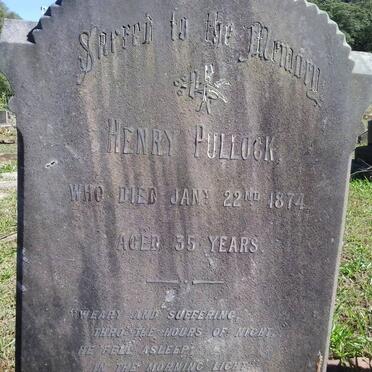 Sacred to the Memory
OF
HENRY PULLOCK
WHO DIED JANY 22ND 1874
AGED 35 YEARS.
"WEARY AND SUFFERING,
THRO' THE HOURS OF NIGHT,
HE FELL ASLEEP,
IN THE MORNING LIGHT"